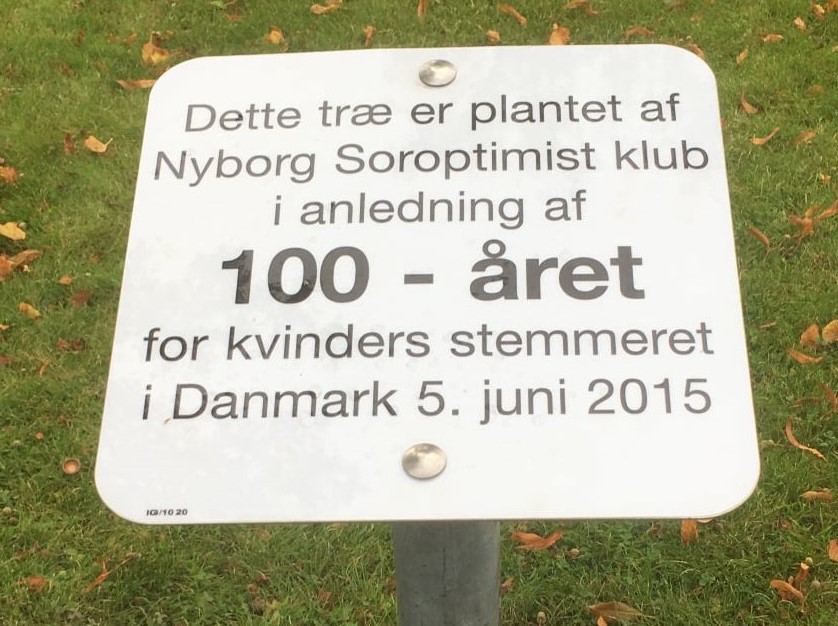 Dette træ er plantet af
Nyborg Soroptimist klub
i anledning af
100 - året
for kvinders stemmeret
i Danmark 5. juni 2015
IG/10 20